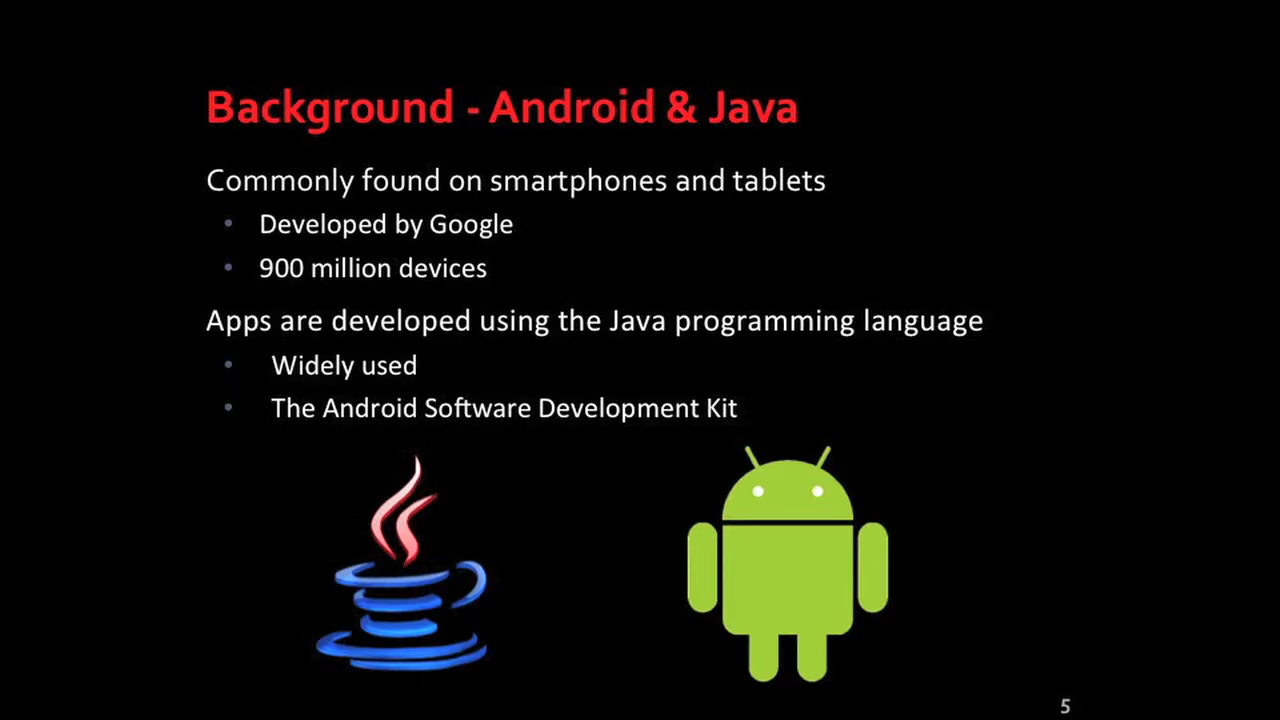 Background - Android & Java
Commonly found on smartphones and tablets
• Developed by Google
• 900 million devices
Apps are developed using the Java programming language
• Widely used
• The Android Software Development Kit
5